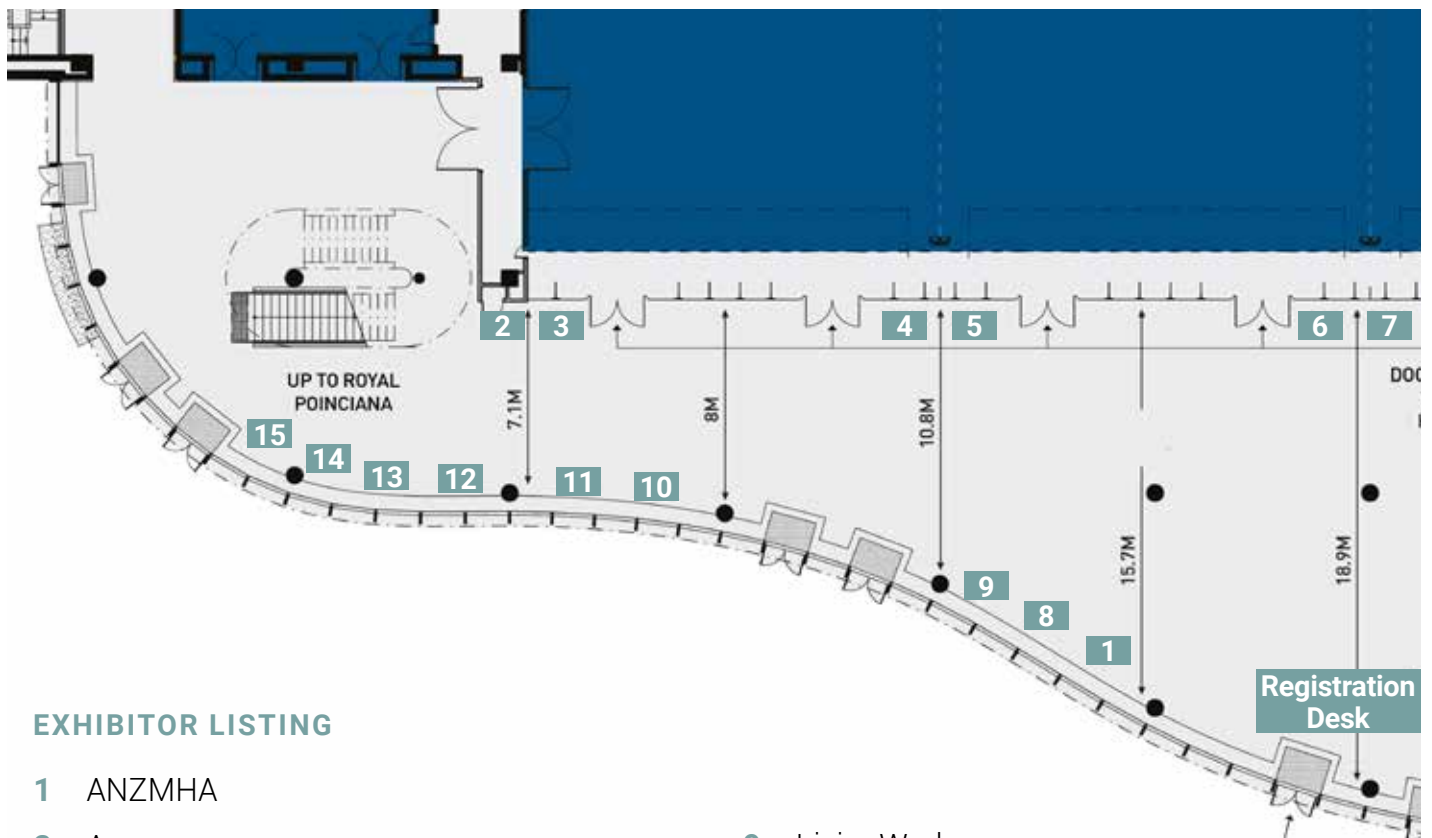 2 3
4 5
6 7
UP TO ROYAL
POINCIANA
7.1M
8M
10.8M
15.7M
18.9M
15
14
13
12
11
10
9
8
1
Registration
Desk
EXHIBITOR LISTING
1 ANZMHA